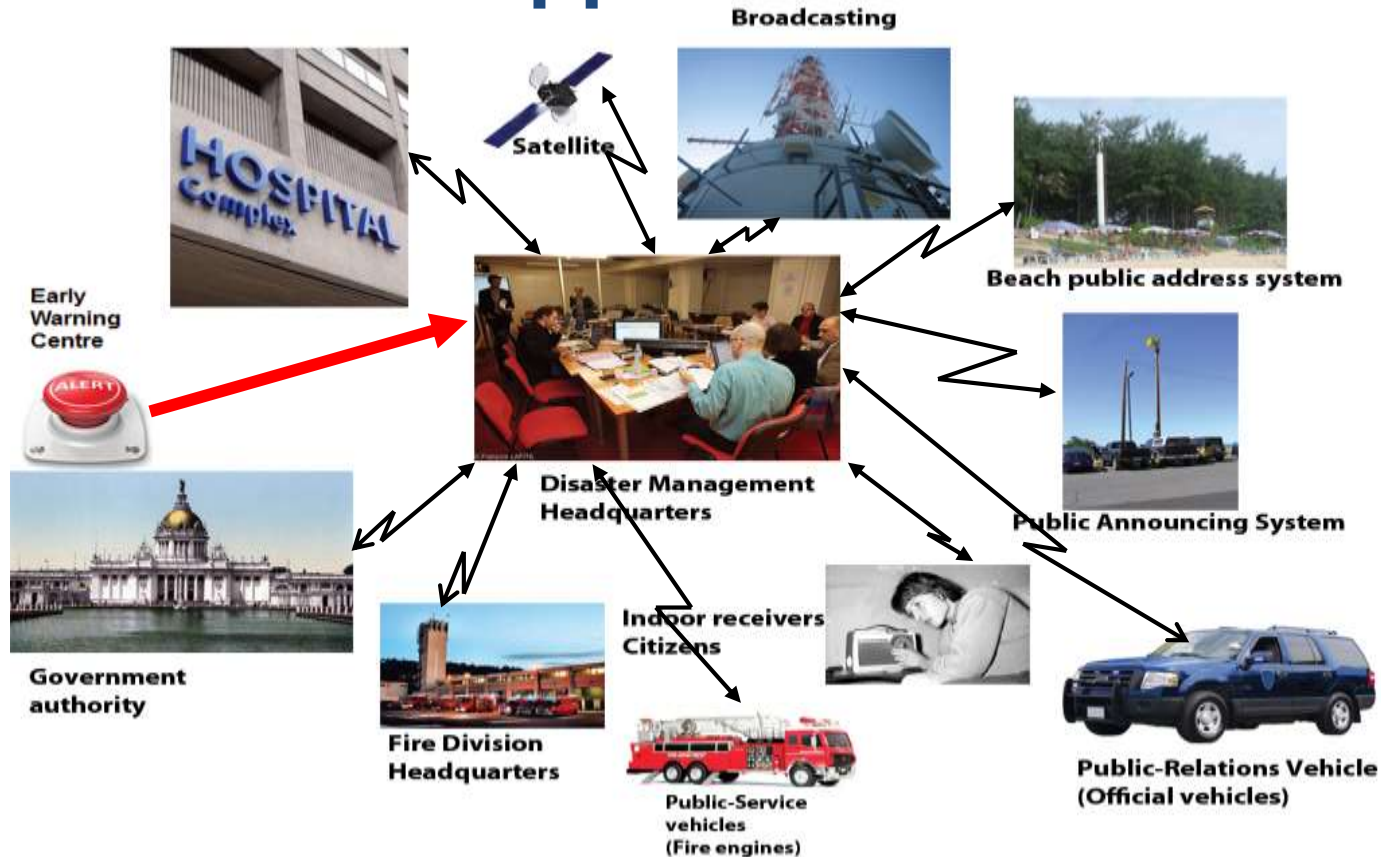 Broadcasting
HOSPITAL
Complex
Satellite
Beach public address system
Early
Warning
Centre
ALERT
Disaster Management
Headquarters
Public Announcing System
Indoor receivers
Citizens
Government
authority
Fire Division
Headquarters
Public-Service
vehicles
(Fire engines)
Public-Relations Vehicle
(Official vehicles)